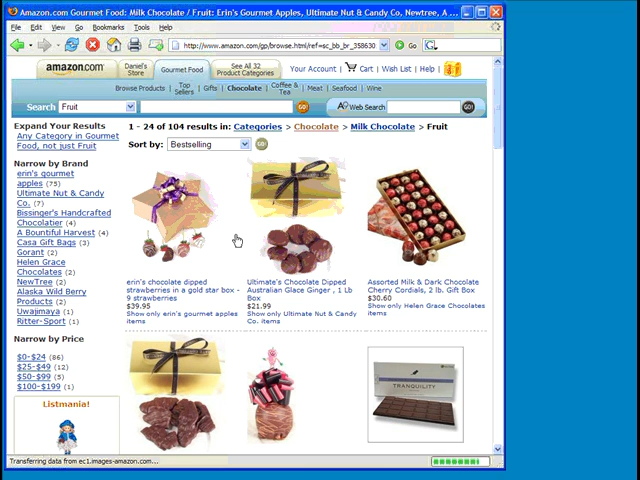 Amazon.com Gourmet Food: Milk Chocolate / Fruit: Erin's Gourmet Apples, Ultimate Nut & Candy Co, Newtree, A ...
File Edit View Go Bookmarks Tools Help
http://www.amazon.com/gp/browse.html/ref=sc_bb_br_358630
Go
G
amazon.com
Daniel's Store
Gourmet Food
See All 32 Product Categories
Your Account | Cart | Wish List | Help |
Browse Products | Top Sellers | Gifts | Chocolate | Coffee & Tea | Meat | Seafood | Wine
Search Fruit GO! A9 Web Search GO!
Expand Your Results
Any Category in Gourmet
Food, not just Fruit
Narrow by Brand
erin's gourmet
apples (75)
Ultimate Nut & Candy
Co. (7)
Bissinger's Handcrafted
Chocolatier (4)
A Bountiful Harvest (4)
Casa Gift Bags (3)
Gorant (2)
Helen Grace
Chocolates (2)
NewTree (2)
Alaska Wild Berry
Products (2)
Uwajimaya (1)
Ritter-Sport (1)
Narrow by Price
$0-$24 (86)
$25-$49 (12)
$50-$99 (5)
$100-$199 (1)
Listmania!
1 - 24 of 104 results in: Categories > Chocolate > Milk Chocolate > Fruit
Sort by: Bestselling GO!
erin's chocolate dipped
strawberries in a gold star box -
9 strawberries
$39.95
Show only erin's gourmet apples
items
Ultimate's Chocolate Dipped
Australian Glace Ginger , 1 Lb
Box
$21.99
Show only Ultimate Nut & Candy
Co. items
Assorted Milk & Dark Chocolate
Cherry Cordials, 2 lb. Gift Box
$30.60
Show only Helen Grace Chocolates
items
TRANQUILITY
Transferring data from ec1.images-amazon.com...